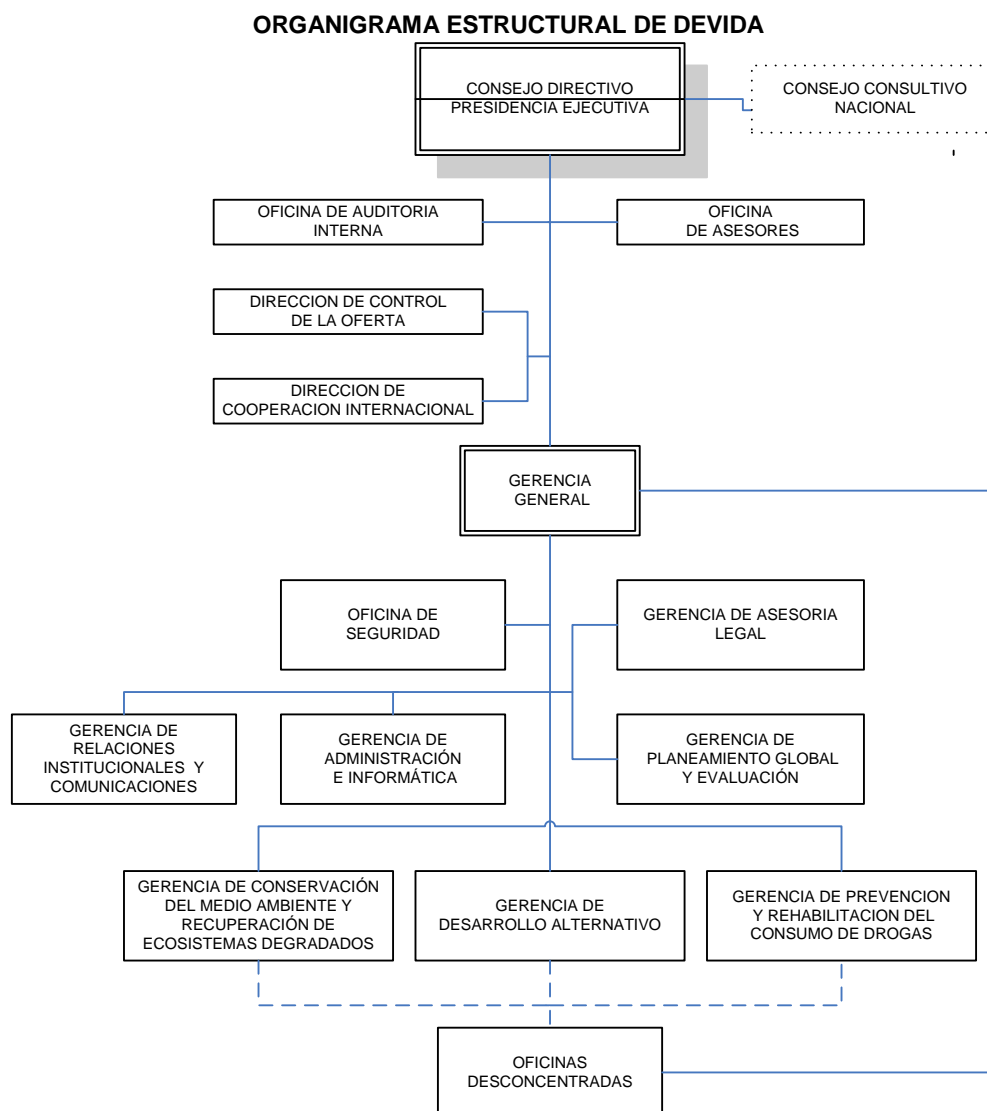 ORGANIGRAMA ESTRUCTURAL DE DEVIDA
CONSEJO DIRECTIVO
PRESIDENCIA EJECUTIVA
CONSEJO CONSULTIVO
NACIONAL
OFICINA DE AUDITORIA
INTERNA
OFICINA
DE ASESORES
DIRECCION DE CONTROL
DE LA OFERTA
DIRECCION DE
COOPERACION INTERNACIONAL
GERENCIA
GENERAL
OFICINA DE
SEGURIDAD
GERENCIA DE ASESORIA
LEGAL
GERENCIA DE
RELACIONES
INSTITUCIONALES Y
COMUNICACIONES
GERENCIA DE
ADMINISTRACIÓN
E INFORMÁTICA
GERENCIA DE
PLANEAMIENTO GLOBAL
Y EVALUACIÓN
GERENCIA DE CONSERVACIÓN
DEL MEDIO AMBIENTE Y
RECUPERACIÓN DE
ECOSISTEMAS DEGRADADOS
GERENCIA DE
DESARROLLO ALTERNATIVO
GERENCIA DE PREVENCION
Y REHABILITACION DEL
CONSUMO DE DROGAS
OFICINAS
DESCONCENTRADAS